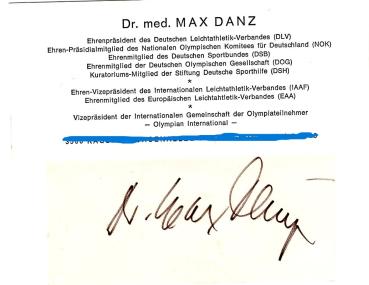 Dr. med. MAX DANZ
Ehrenpräsident des Deutschen Leichtathletik-Verbandes (DLV)
Ehren-Präsidialmitglied des Nationalen Olympischen Komitees für Deutschland (NOK)
Ehrenmitglied des Deutschen Sportbundes (DSB)
Ehrenmitglied der Deutschen Olympischen Gesellschaft (DOG)
Kuratoriums-Mitglied der Stiftung Deutsche Sporthilfe (DSH)
*
Ehren-Vizepräsident des Internationalen Leichtathletik-Verbandes (IAAF)
Ehrenmitglied des Europäischen Leichtathletik-Verbandes (EAA)
*
Vizepräsident der Internationalen Gemeinschaft der Olympiateilnehmer
— Olympian International —
Dr. Max Danz